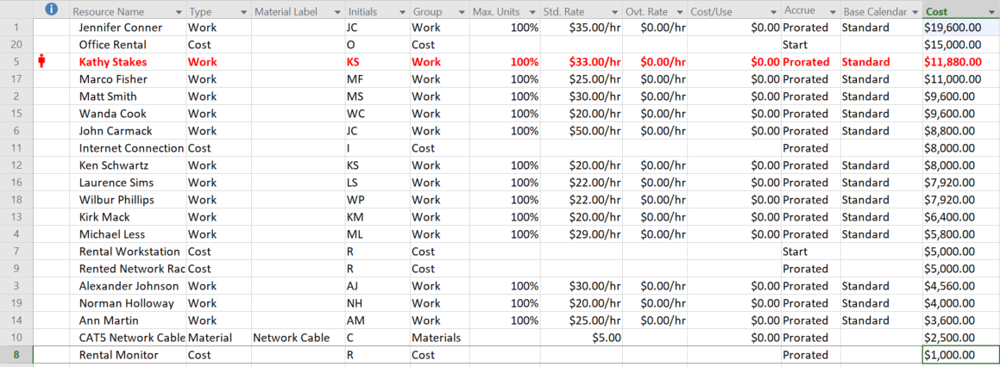 Resource Name Type Material Label Initials Group Max. Units Std. Rate Ovt. Rate Cost/Use Accrue Base Calendar Cost
1 Jennifer Conner Work JC Work 100% $35.00/hr $0.00/hr $0.00 Prorated Standard $19,600.00
20 Office Rental Cost O Cost Start $15,000.00
5 Kathy Stakes Work KS Work 100% $33.00/hr $0.00/hr $0.00 Prorated Standard $11,880.00
17 Marco Fisher Work MF Work 100% $25.00/hr $0.00/hr $0.00 Prorated Standard $11,000.00
2 Matt Smith Work MS Work 100% $30.00/hr $0.00/hr $0.00 Prorated Standard $9,600.00
15 Wanda Cook Work WC Work 100% $20.00/hr $0.00/hr $0.00 Prorated Standard $9,600.00
6 John Carmack Work JC Work 100% $50.00/hr $0.00/hr $0.00 Prorated Standard $8,800.00
11 Internet Connection Cost I Cost Prorated $8,000.00
12 Ken Schwartz Work KS Work 100% $20.00/hr $0.00/hr $0.00 Prorated Standard $8,000.00
16 Laurence Sims Work LS Work 100% $22.00/hr $0.00/hr $0.00 Prorated Standard $7,920.00
18 Wilbur Phillips Work WP Work 100% $22.00/hr $0.00/hr $0.00 Prorated Standard $7,920.00
13 Kirk Mack Work KM Work 100% $20.00/hr $0.00/hr $0.00 Prorated Standard $6,400.00
4 Michael Less Work ML Work 100% $29.00/hr $0.00/hr $0.00 Prorated Standard $5,800.00
7 Rental Workstation Cost R Cost Start $5,000.00
9 Rented Network Rac Cost R Cost Prorated $5,000.00
3 Alexander Johnson Work AJ Work 100% $30.00/hr $0.00/hr $0.00 Prorated Standard $4,560.00
19 Norman Holloway Work NH Work 100% $20.00/hr $0.00/hr $0.00 Prorated Standard $4,000.00
14 Ann Martin Work AM Work 100% $25.00/hr $0.00/hr $0.00 Prorated Standard $3,600.00
10 CAT5 Network Cable Material Network Cable C Materials $5.00 $0.00 Prorated $2,500.00
8 Rental Monitor Cost R Cost Prorated $1,000.00